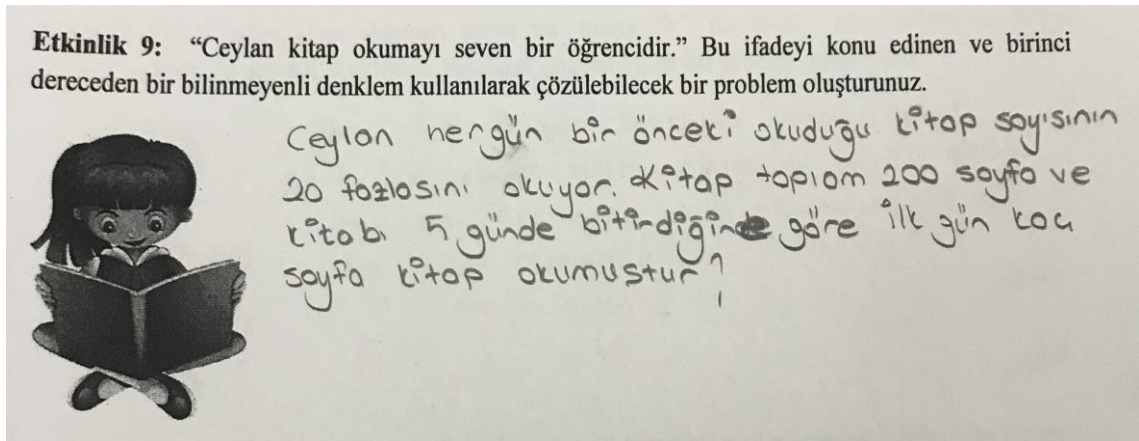 Etkinlik 9: “Ceylan kitap okumayı seven bir öğrencidir.” Bu ifadeyi konu edinen ve birinci
dereceden bir bilinmeyenli denklem kullanılarak çözülebilecek bir problem oluşturunuz.
Ceylan hergün bir önceki okuduğu kitap sayısının
20 fazlasını okuyor. Kitap toplam 200 sayfa ve
kitabı 5 günde bitirdiğine göre ilk gün kaç
sayfa kitap okumuştur?